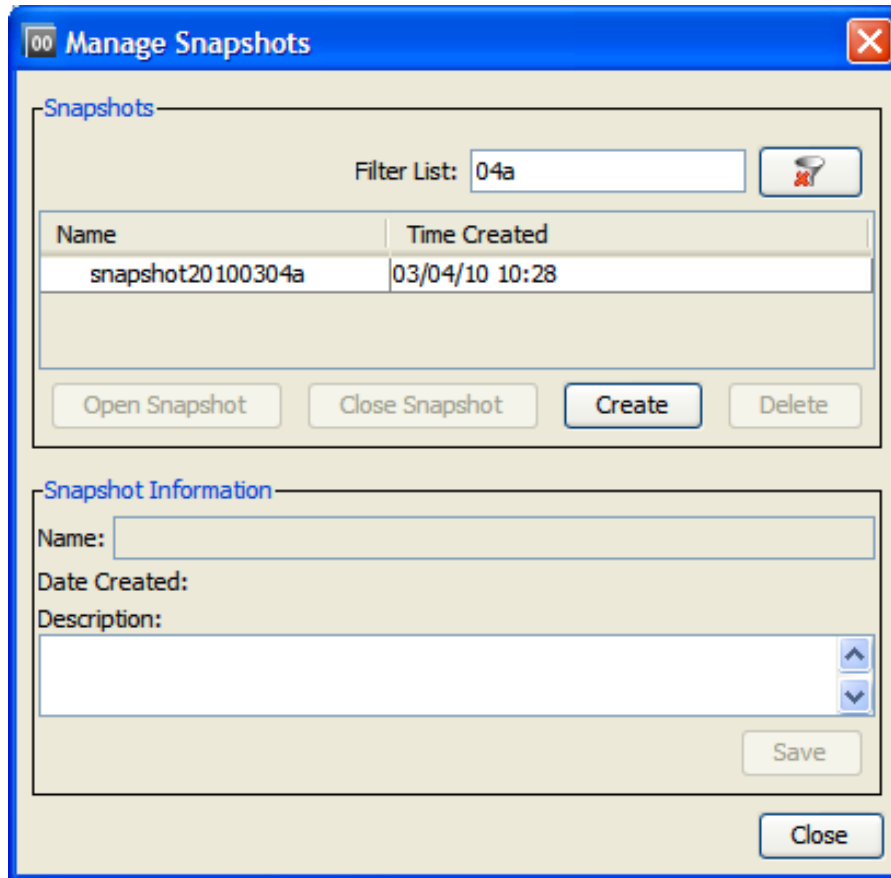 00 Manage Snapshots
Snapshots
Filter List: 04a
Name Time Created
snapshot20100304a 03/04/10 10:28
Open Snapshot Close Snapshot Create Delete
Snapshot Information
Name:
Date Created:
Description:
Save
Close